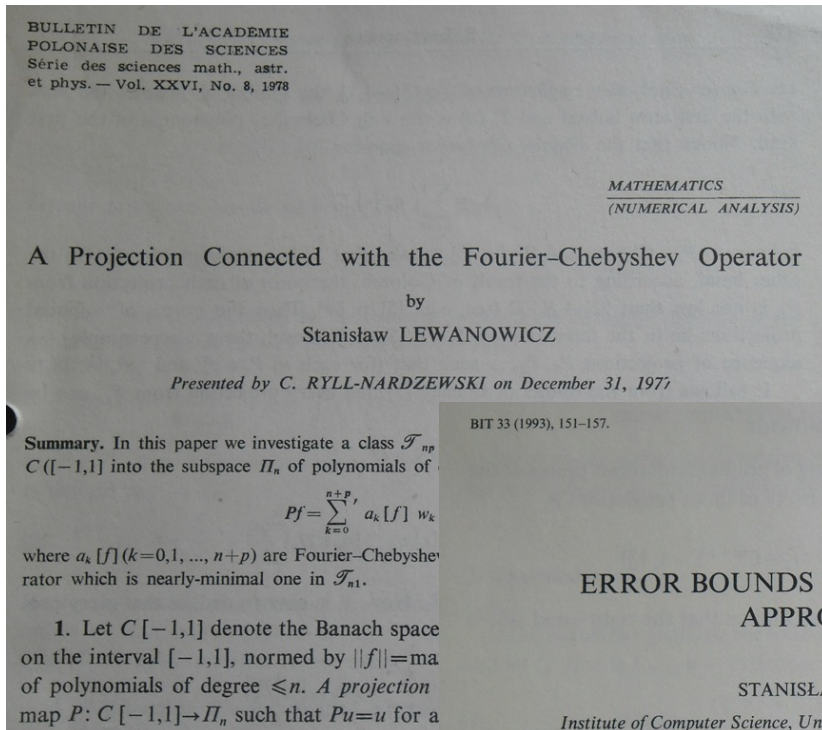 BULLETIN DE L'ACADÉMIE
POLONAISE DES SCIENCES
Série des sciences math., astr.
et phys. — Vol. XXVI, No. 8, 1978
MATHEMATICS
(NUMERICAL ANALYSIS)
A Projection Connected with the Fourier–Chebyshev Operator
by
Stanisław LEWANOWICZ
Presented by C. RYLL-NARDZEWSKI on December 31, 1977
Summary. In this paper we investigate a class 𝒯np
C([−1,1] into the subspace Πn of polynomials of
n+p
Pf = ∑′ ak [f] wk
k=0
where ak [f] (k=0,1, ..., n+p) are Fourier–Chebyshev
rator which is nearly-minimal one in 𝒯n1.
1. Let C [−1,1] denote the Banach space
on the interval [−1,1], normed by ||f||=ma
of polynomials of degree ⩽n. A projection
map P: C [−1,1]→Πn such that Pu=u for a
BIT 33 (1993), 151–157.
ERROR BOUNDS
APPRO
STANISŁ
Institute of Computer Science, Un